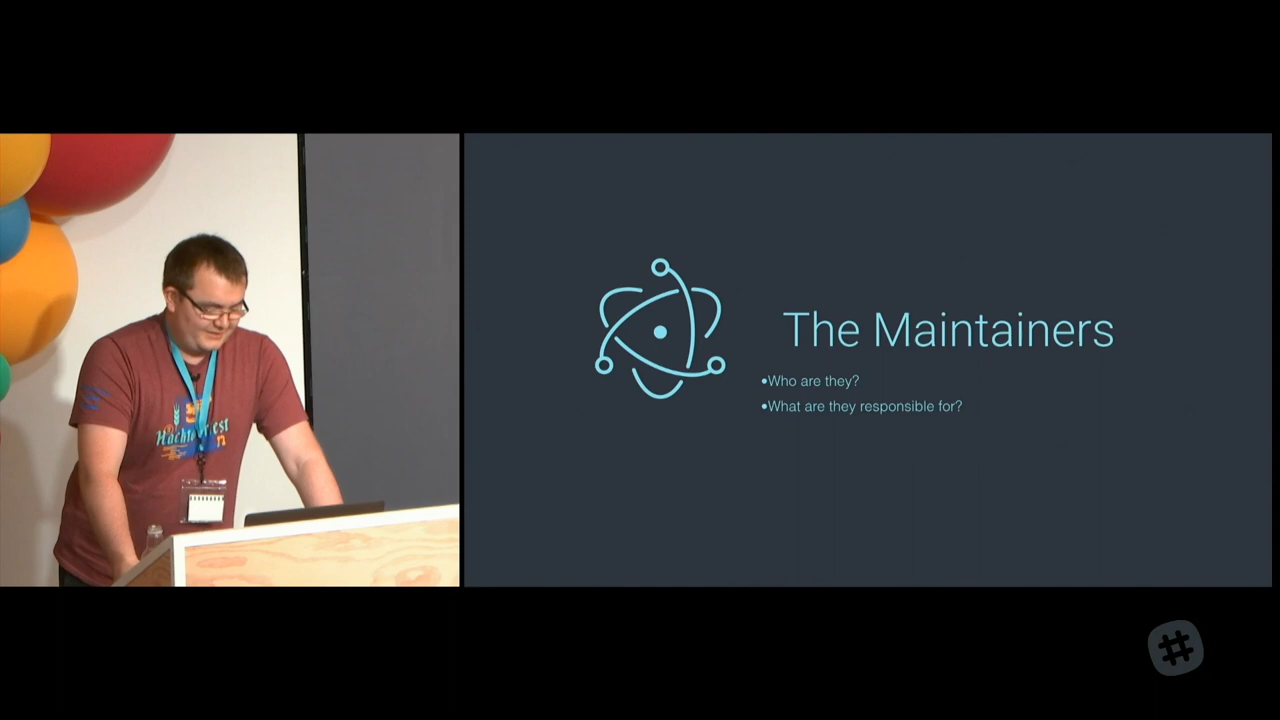 The Maintainers
•Who are they?
•What are they responsible for?